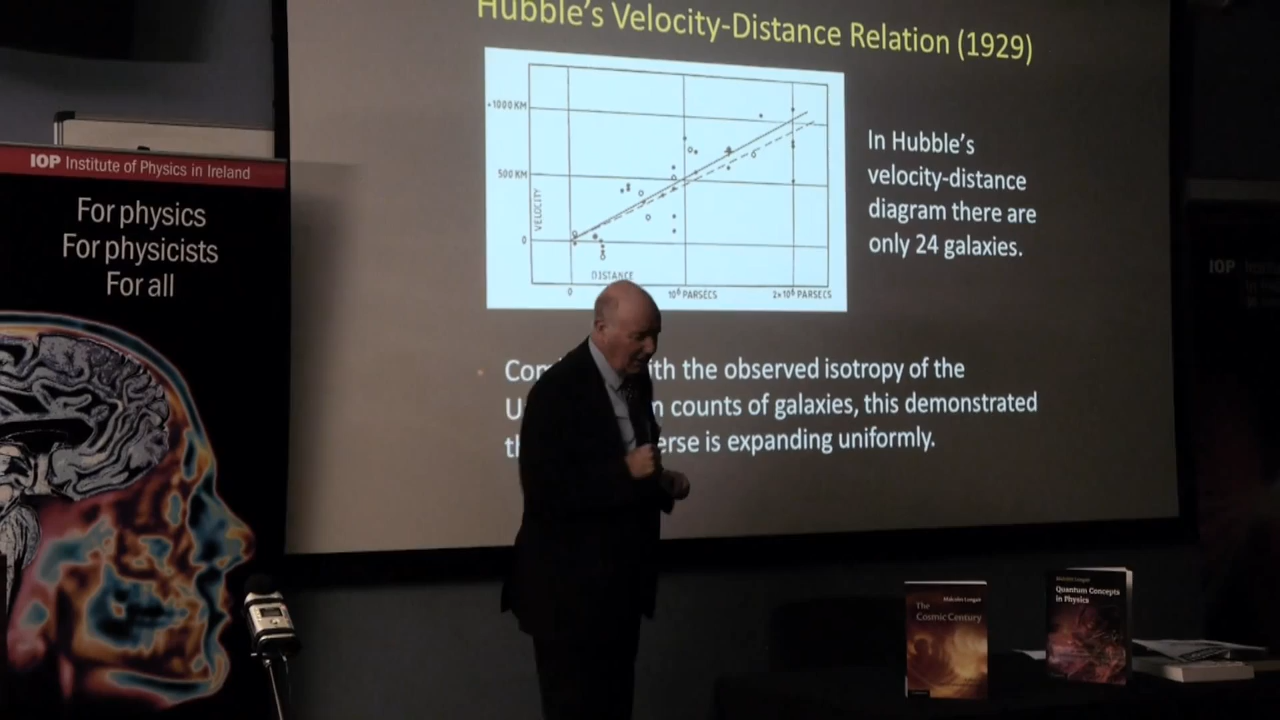 Hubble's Velocity-Distance Relation (1929)
+1000 KM
500 KM
0
VELOCITY
DISTANCE
0
10⁶ PARSECS
2×10⁶ PARSECS
In Hubble's
velocity-distance
diagram there are
only 24 galaxies.
th the observed isotropy of the
counts of galaxies, this demonstrated
is expanding uniformly.
IOP Institute of Physics in Ireland
For physics
For physicists
For all
IOP
Malcolm Longair
The
Cosmic Century
Malcolm Longair
Quantum Concepts
in Physics